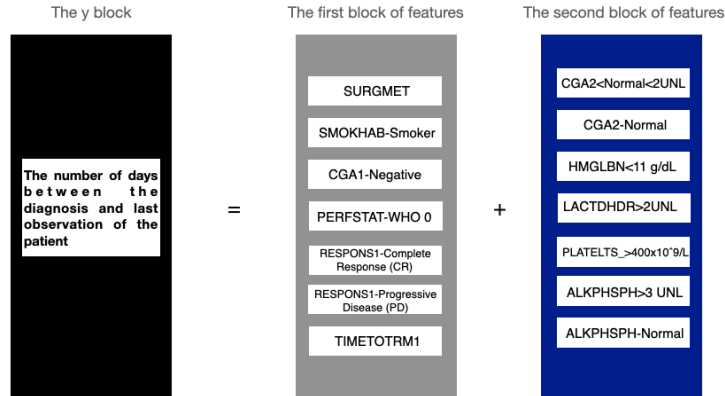 The y block
The first block of features
The second block of features
The number of days
between the
diagnosis and last
observation of the
patient
=
SURGMET
SMOKHAB-Smoker
CGA1-Negative
PERFSTAT-WHO 0
RESPONS1-Complete
Response (CR)
RESPONS1-Progressive
Disease (PD)
TIMETOTRM1
+
CGA2<Normal<2UNL
CGA2-Normal
HMGLBN<11 g/dL
LACTDHDR>2UNL
PLATELTS_>400x10^9/L
ALKPHSPH>3 UNL
ALKPHSPH-Normal